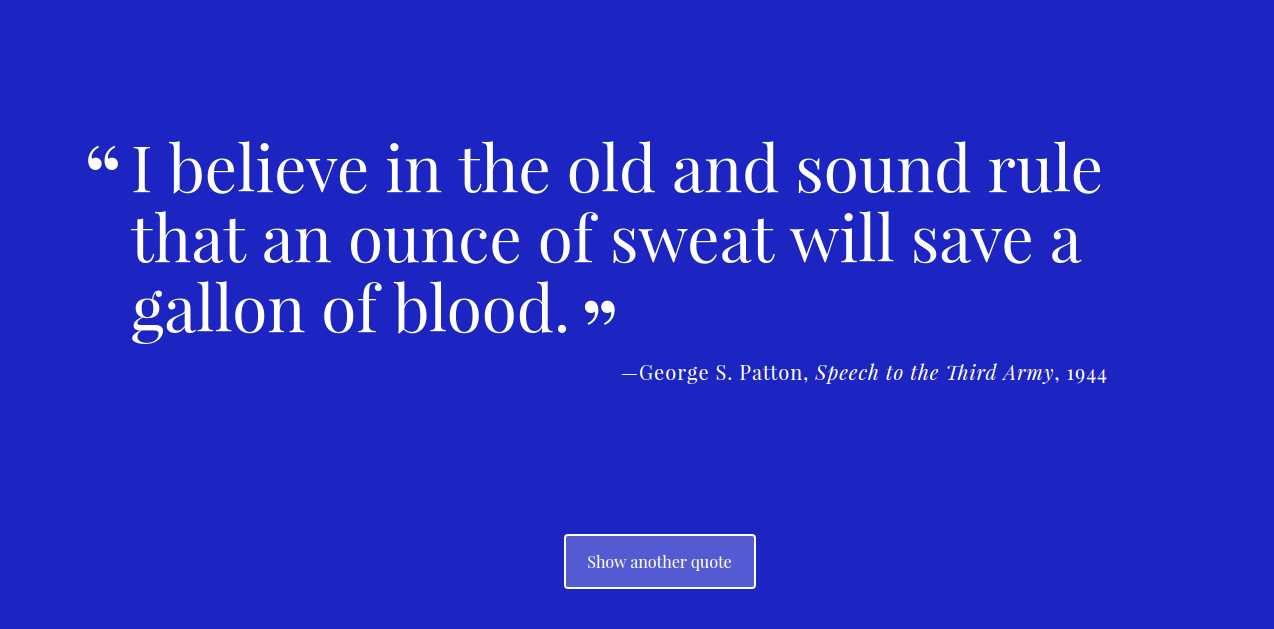 “ I believe in the old and sound rule
that an ounce of sweat will save a
gallon of blood. ”
—George S. Patton, Speech to the Third Army, 1944
Show another quote